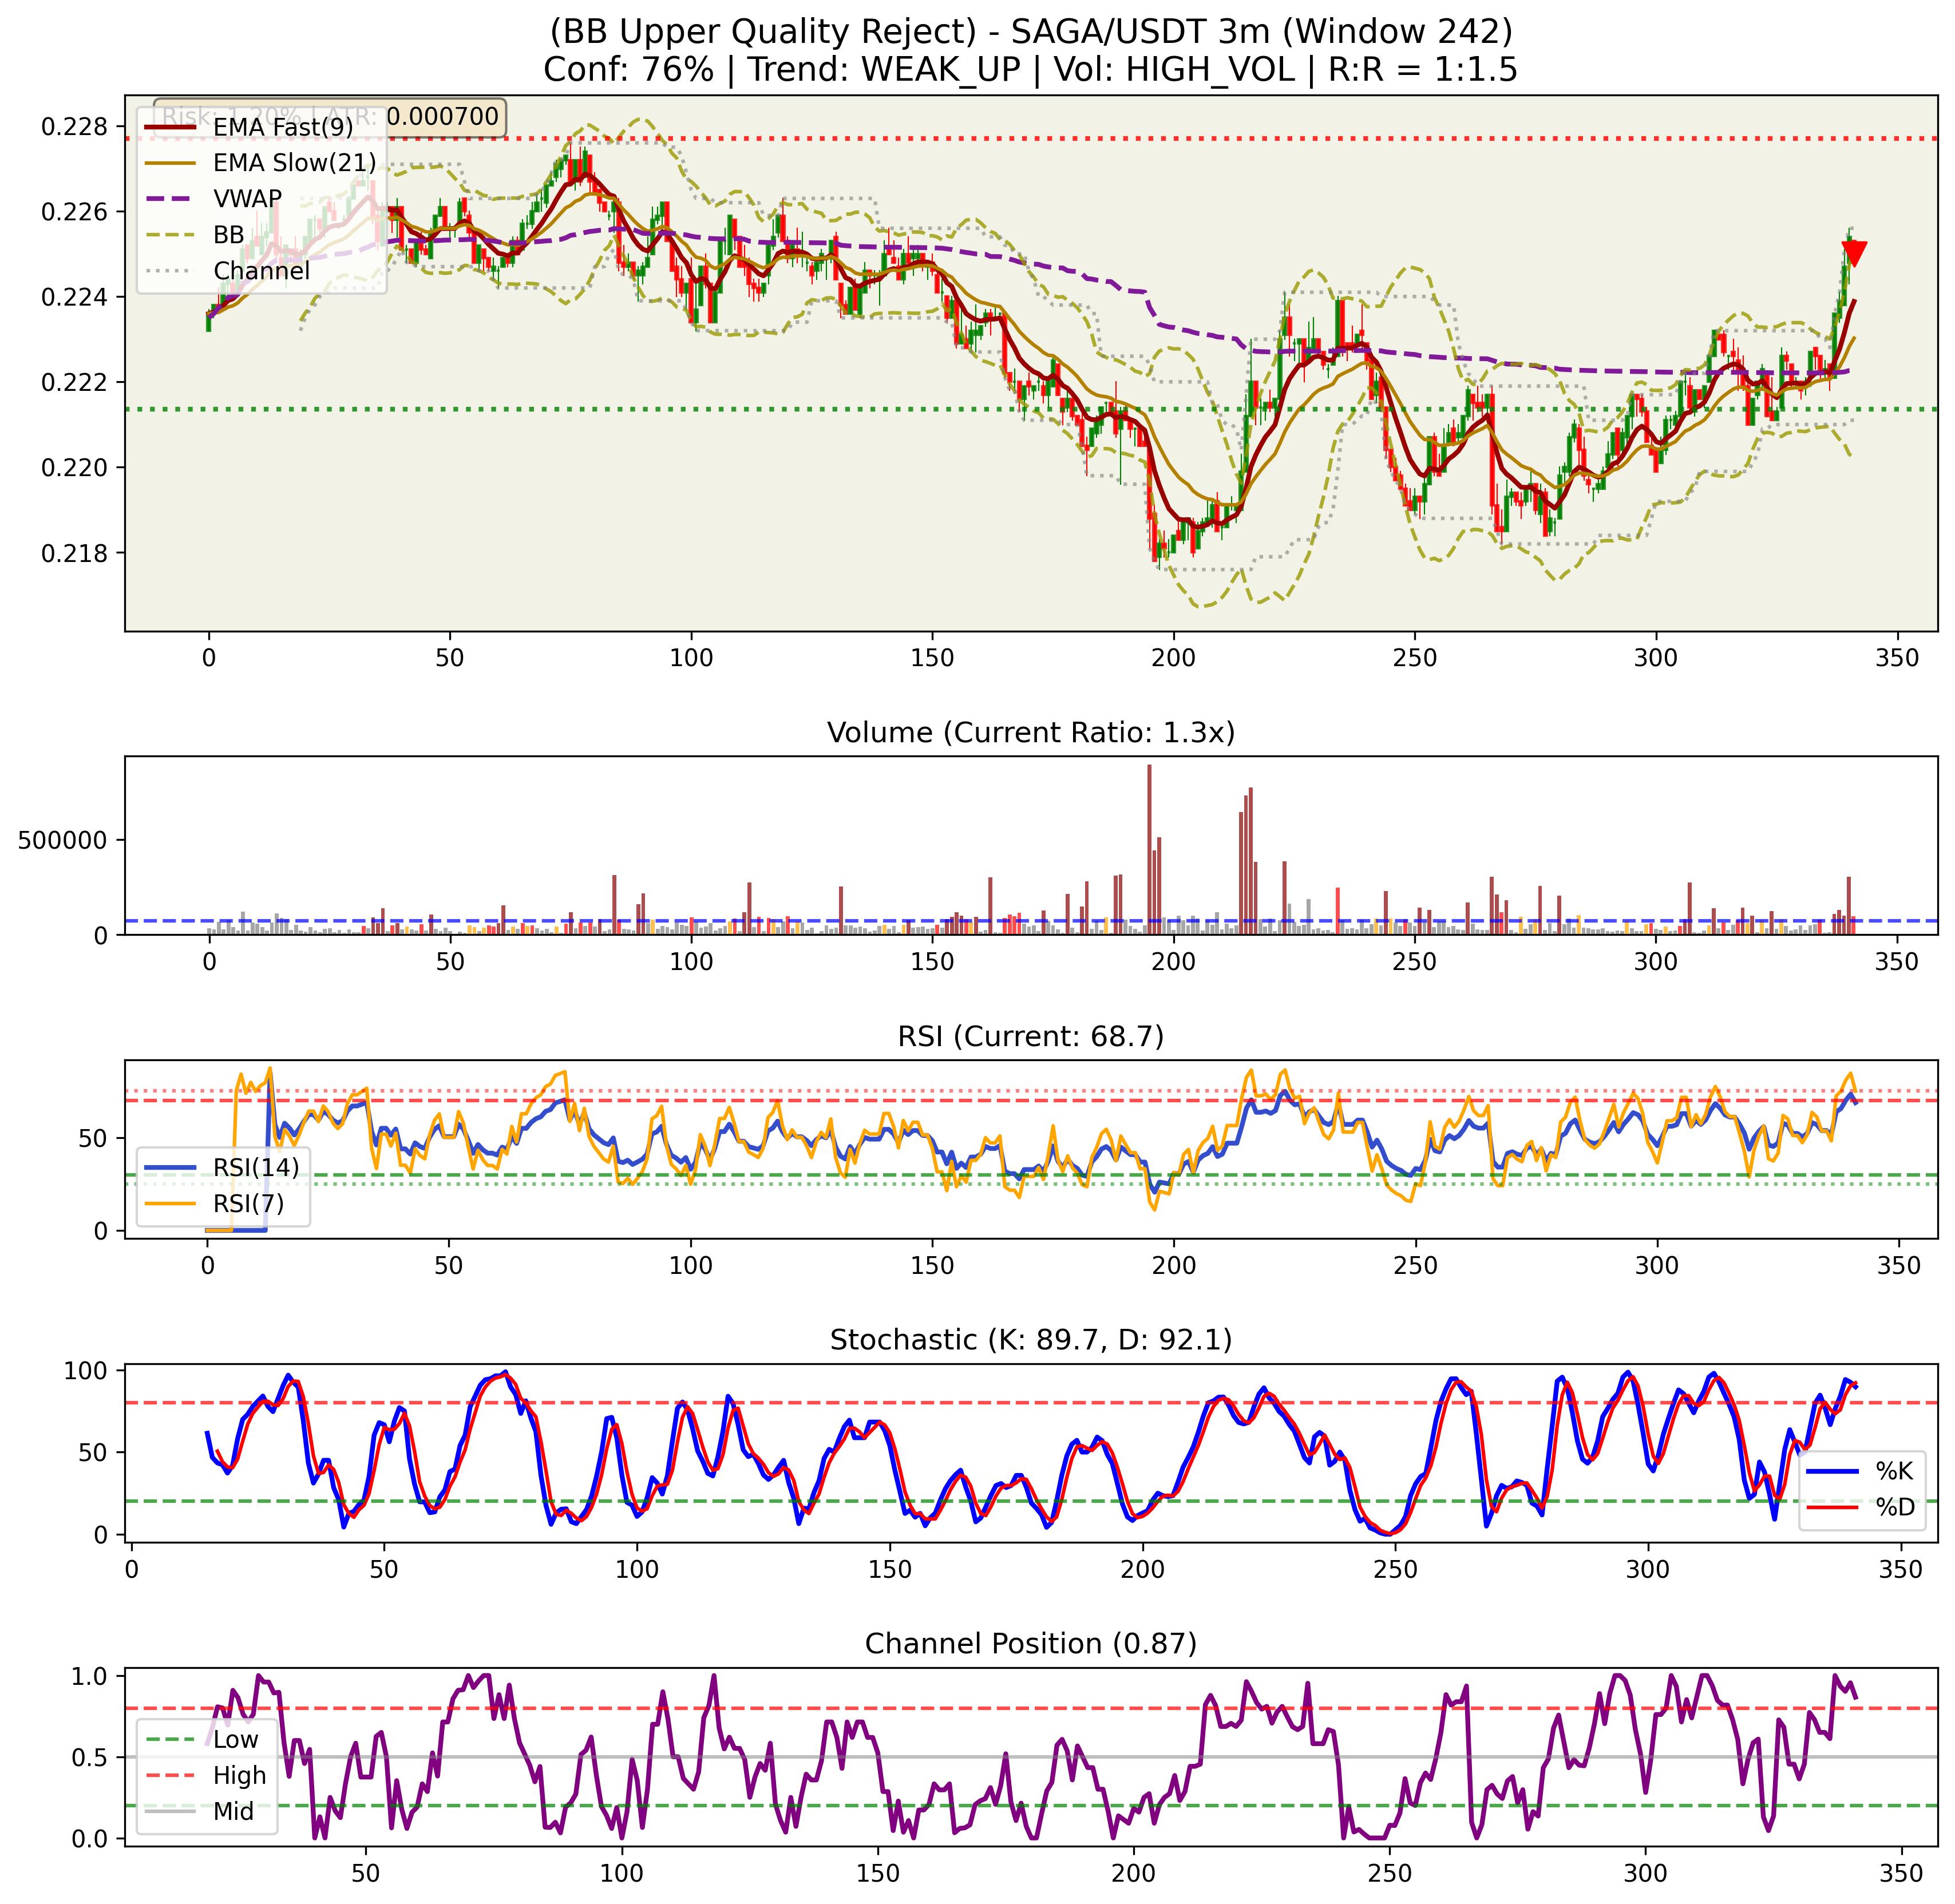 (BB Upper Quality Reject) - SAGA/USDT 3m (Window 242)
Conf: 76% | Trend: WEAK_UP | Vol: HIGH_VOL | R:R = 1:1.5
Risk: 1.20% | ATR: 0.000700
EMA Fast(9)
EMA Slow(21)
VWAP
BB
Channel
0.228
0.226
0.224
0.222
0.220
0.218
0 50 100 150 200 250 300 350
Volume (Current Ratio: 1.3x)
500000
0
0 50 100 150 200 250 300 350
RSI (Current: 68.7)
50
0
RSI(14)
RSI(7)
0 50 100 150 200 250 300 350
Stochastic (K: 89.7, D: 92.1)
100
50
0
%K
%D
0 50 100 150 200 250 300 350
Channel Position (0.87)
1.0
0.5
0.0
Low
High
Mid
50 100 150 200 250 300 350